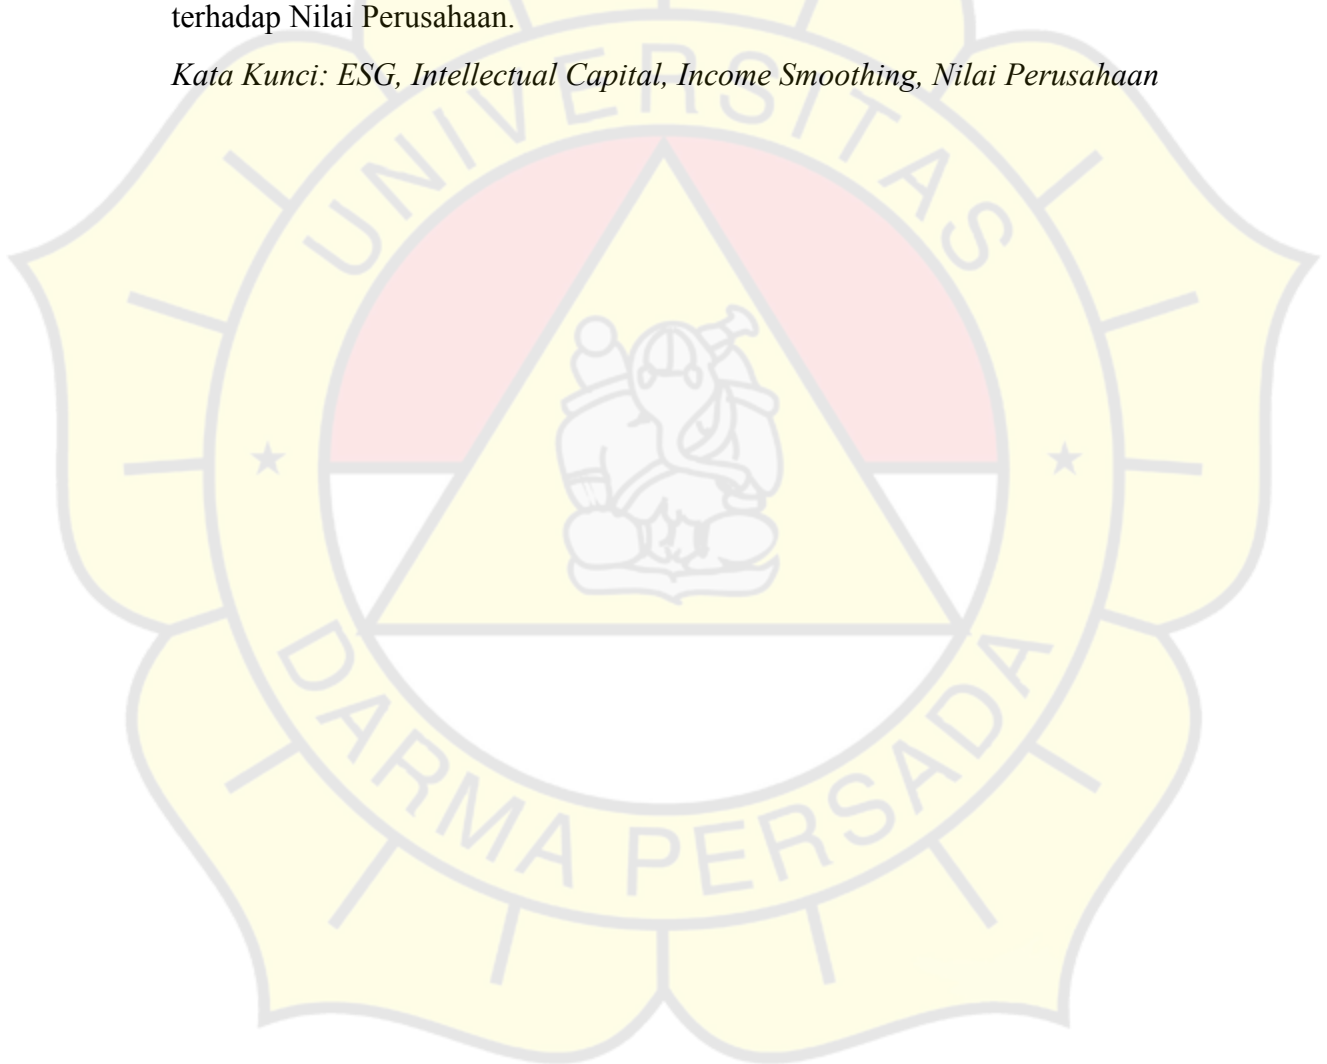 terhadap Nilai Perusahaan.
Kata Kunci: ESG, Intellectual Capital, Income Smoothing, Nilai Perusahaan
UNIVERSITAS
DARMA PERSADA